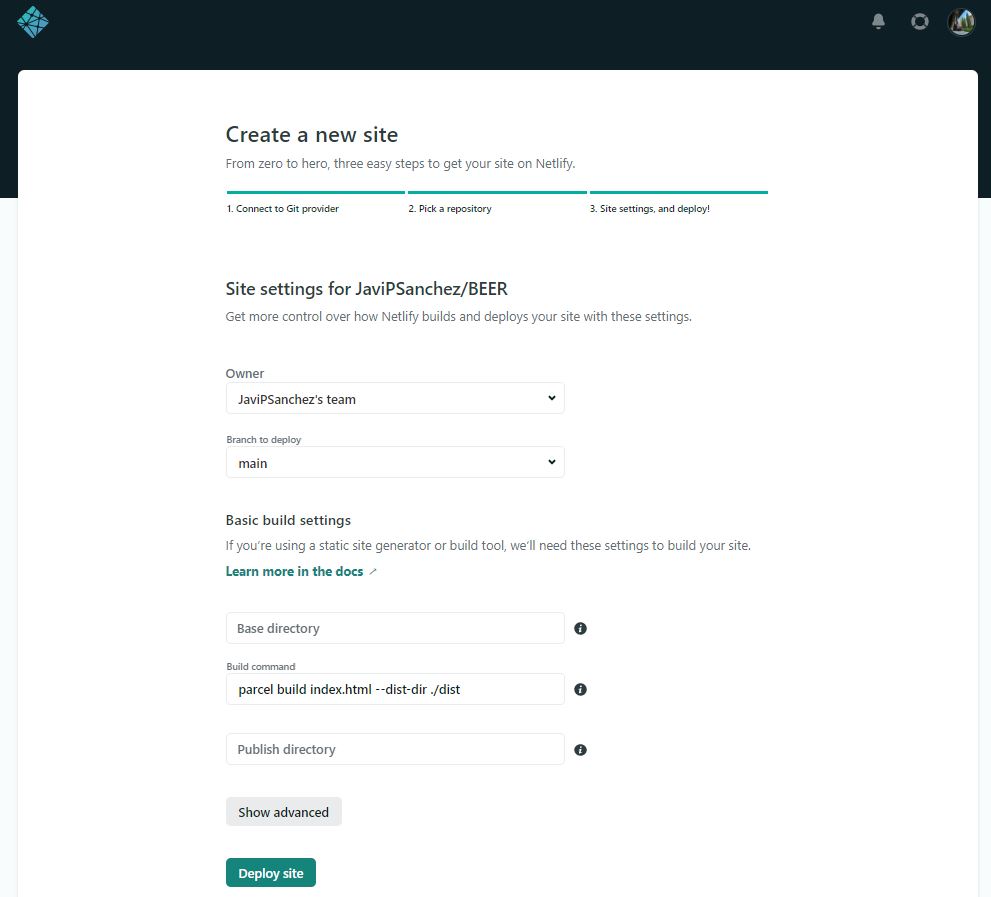 Create a new site
From zero to hero, three easy steps to get your site on Netlify.
1. Connect to Git provider
2. Pick a repository
3. Site settings, and deploy!
Site settings for JaviPSanchez/BEER
Get more control over how Netlify builds and deploys your site with these settings.
Owner
JaviPSanchez's team
Branch to deploy
main
Basic build settings
If you’re using a static site generator or build tool, we’ll need these settings to build your site.
Learn more in the docs
Base directory
Build command
parcel build index.html --dist-dir ./dist
Publish directory
Show advanced
Deploy site